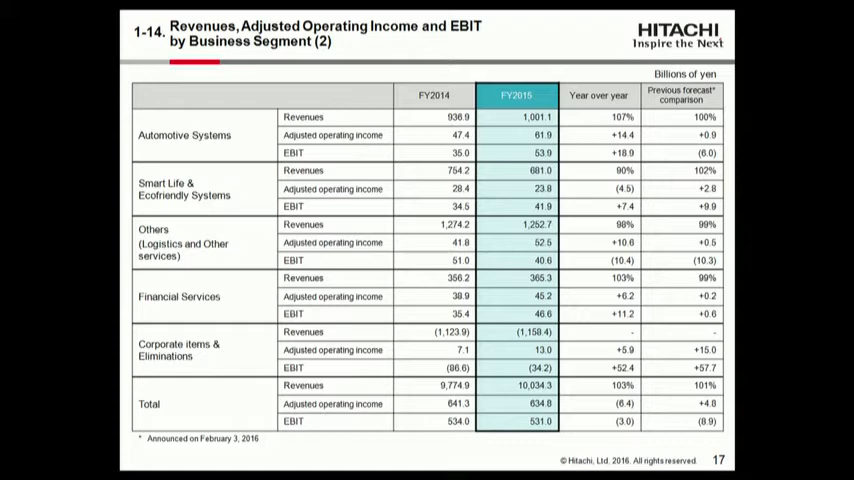 1-14. Revenues, Adjusted Operating Income and EBIT
by Business Segment (2)
HITACHI
Inspire the Next
Billions of yen
FY2014 FY2015 Year over year Previous forecast* comparison
Automotive Systems
Revenues 936.9 1,001.1 107% 100%
Adjusted operating income 47.4 61.9 +14.4 +0.9
EBIT 35.0 53.9 +18.9 (6.0)
Smart Life &
Ecofriendly Systems
Revenues 754.2 681.0 90% 102%
Adjusted operating income 28.4 23.8 (4.5) +2.8
EBIT 34.5 41.9 +7.4 +9.9
Others
(Logistics and Other
services)
Revenues 1,274.2 1,252.7 98% 99%
Adjusted operating income 41.8 52.5 +10.6 +0.5
EBIT 51.0 40.6 (10.4) (10.3)
Financial Services
Revenues 356.2 365.3 103% 99%
Adjusted operating income 38.9 45.2 +6.2 +0.2
EBIT 35.4 46.6 +11.2 +0.6
Corporate items &
Eliminations
Revenues (1,123.9) (1,158.4) - -
Adjusted operating income 7.1 13.0 +5.9 +15.0
EBIT (86.6) (34.2) +52.4 +57.7
Total
Revenues 9,774.9 10,034.3 103% 101%
Adjusted operating income 641.3 634.8 (6.4) +4.8
EBIT 534.0 531.0 (3.0) (8.9)
* Announced on February 3, 2016
© Hitachi, Ltd. 2016. All rights reserved. 17